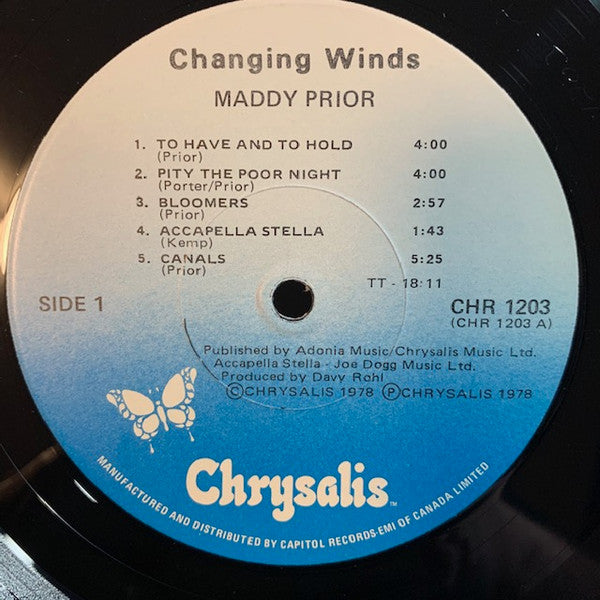 Changing Winds
MADDY PRIOR
1. TO HAVE AND TO HOLD 4:00
(Prior)
2. PITY THE POOR NIGHT 4:00
(Porter/Prior)
3. BLOOMERS 2:57
(Prior)
4. ACCAPELLA STELLA 1:43
(Kemp)
5. CANALS 5:25
(Prior)
TT - 18:11
SIDE 1
CHR 1203
(CHR 1203 A)
Published by Adonia Music/Chrysalis Music Ltd.
Accapella Stella - Joe Dogg Music Ltd.
Produced by Davy Rohl
©CHRYSALIS 1978 ℗CHRYSALIS 1978
Chrysalis™
MANUFACTURED AND DISTRIBUTED BY CAPITOL RECORDS-EMI OF CANADA LIMITED